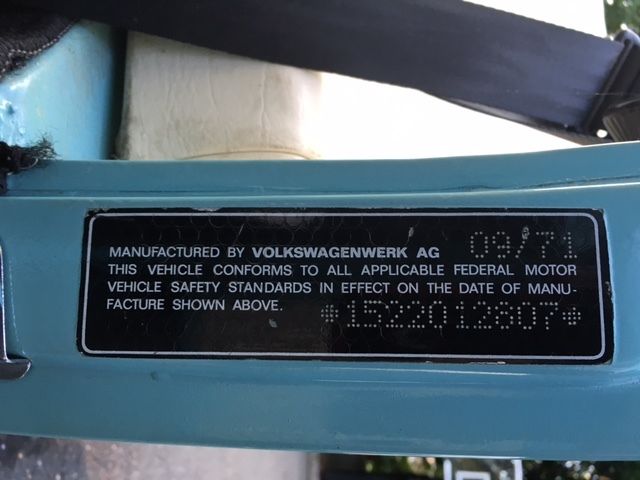 MANUFACTURED BY VOLKSWAGENWERK AG 09/71
THIS VEHICLE CONFORMS TO ALL APPLICABLE FEDERAL MOTOR
VEHICLE SAFETY STANDARDS IN EFFECT ON THE DATE OF MANU-
FACTURE SHOWN ABOVE. *1522012807*